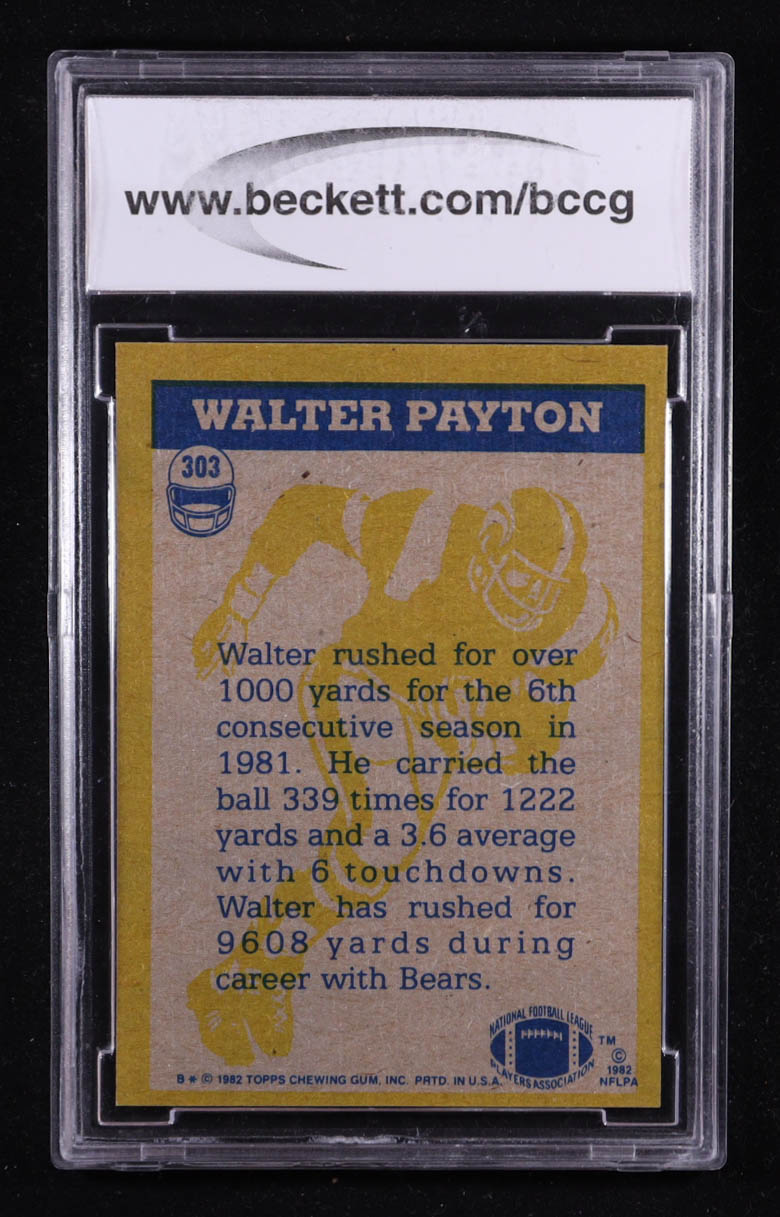 www.beckett.com/bccg
WALTER PAYTON
303
Walter rushed for over
1000 yards for the 6th
consecutive season in
1981. He carried the
ball 339 times for 1222
yards and a 3.6 average
with 6 touchdowns.
Walter has rushed for
9608 yards during
career with Bears.
NATIONAL FOOTBALL LEAGUE
PLAYERS ASSOCIATION
TM
©
1982
NFLPA
B * © 1982 TOPPS CHEWING GUM, INC. PRTD. IN U.S.A.